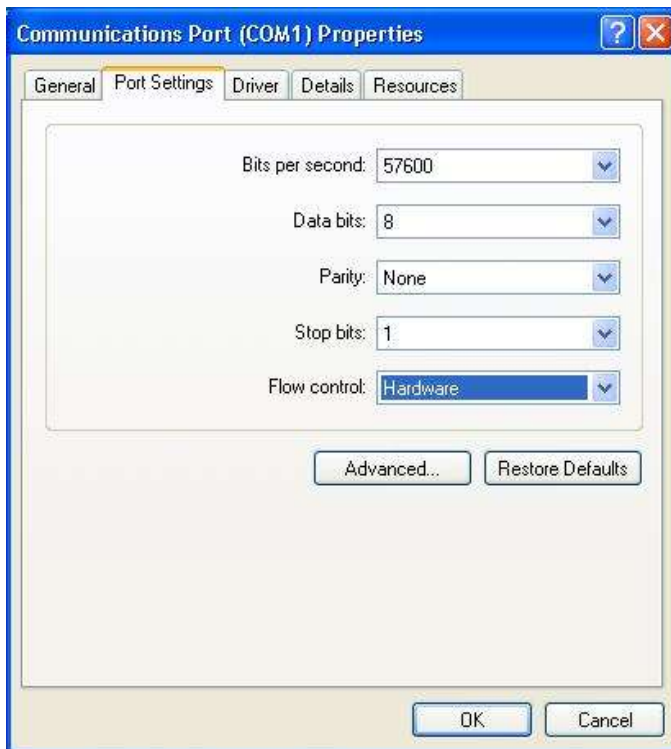 Communications Port (COM1) Properties
General Port Settings Driver Details Resources
Bits per second: 57600
Data bits: 8
Parity: None
Stop bits: 1
Flow control: Hardware
Advanced... Restore Defaults
OK Cancel